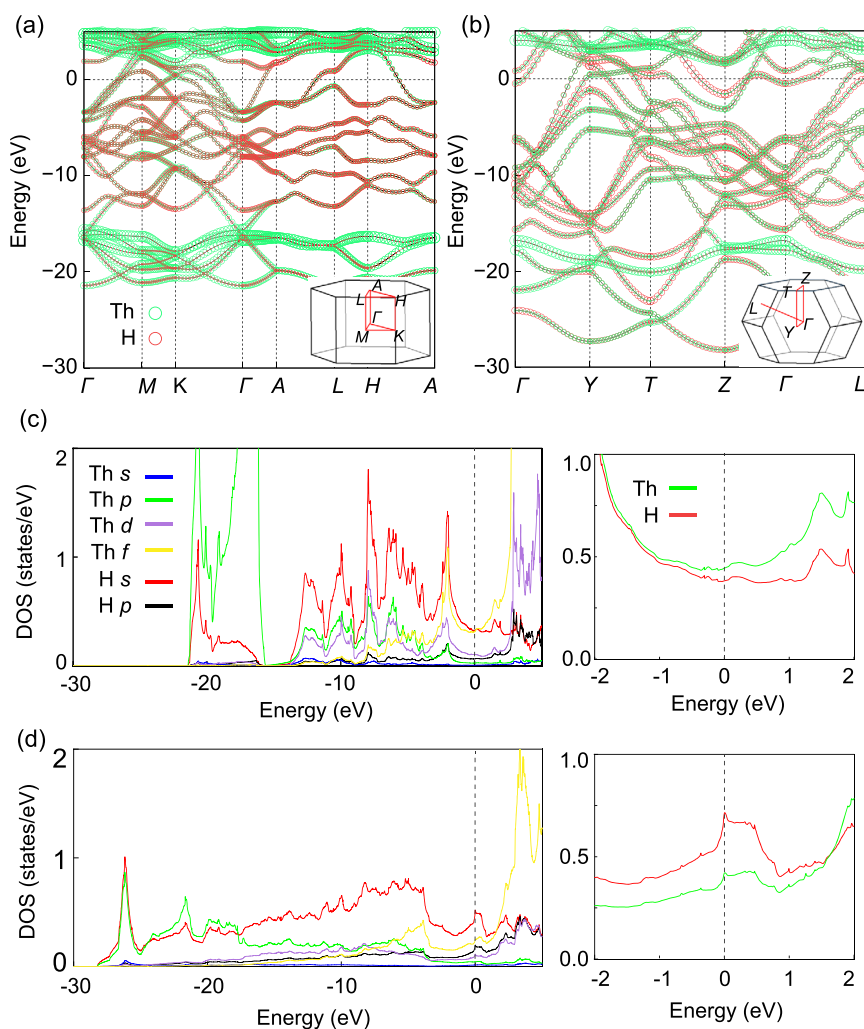 (a)
Energy (eV)
0
−10
−20
−30
Th
H
Γ M K Γ A L H A
A
L H
Γ
M K
(b)
Energy (eV)
0
−10
−20
−30
Γ Y T Z Γ L
Z
T
L
Y Γ
(c)
DOS (states/eV)
2
1
0
Th s
Th p
Th d
Th f
H s
H p
-30 -20 -10 0
Energy (eV)
1.0
0.5
0.0
Th
H
-2 -1 0 1 2
Energy (eV)
(d)
DOS (states/eV)
2
1
0
-30 -20 -10 0
Energy (eV)
1.0
0.5
0.0
-2 -1 0 1 2
Energy (eV)